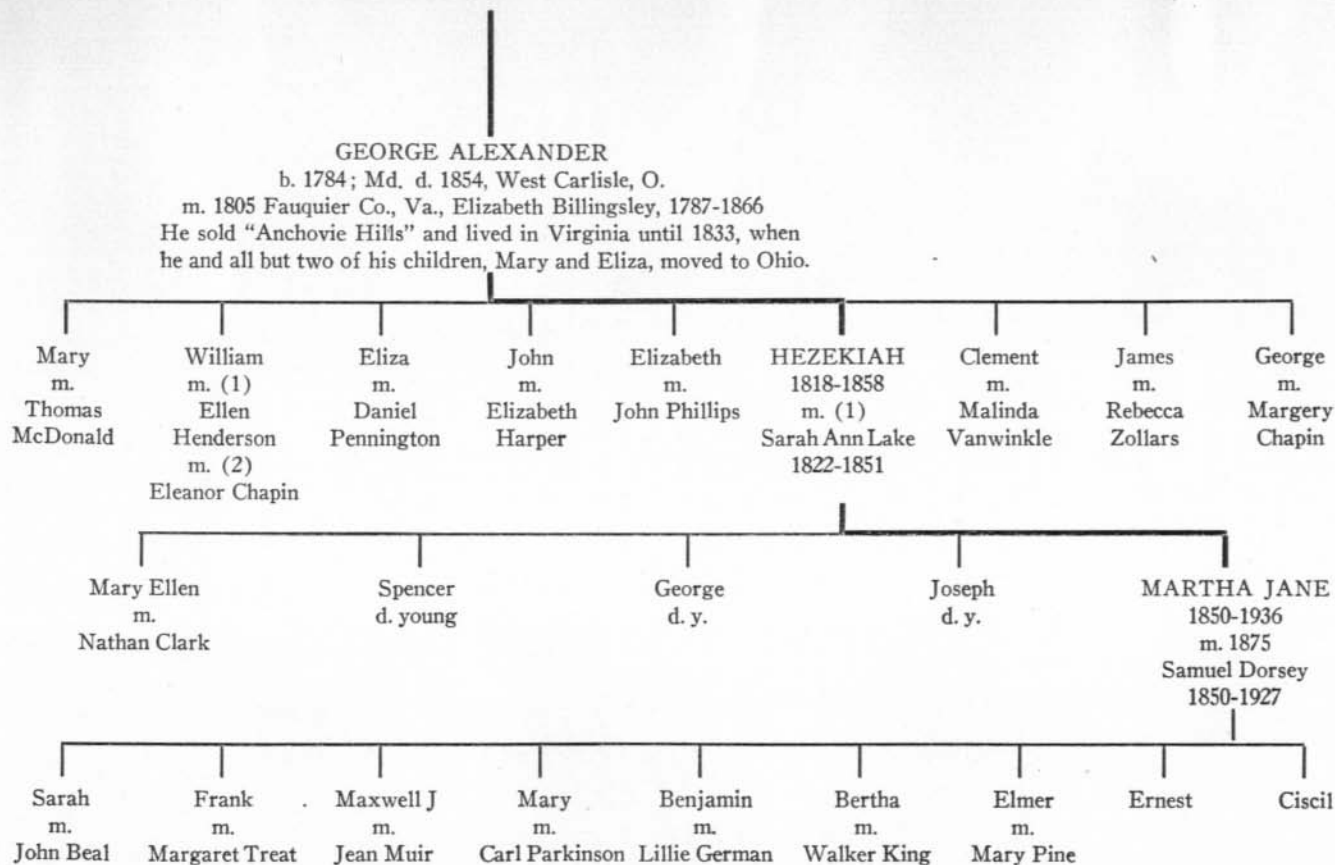 GEORGE ALEXANDER
b. 1784; Md. d. 1854, West Carlisle, O.
m. 1805 Fauquier Co., Va., Elizabeth Billingsley, 1787-1866
He sold “Anchovie Hills” and lived in Virginia until 1833, when
he and all but two of his children, Mary and Eliza, moved to Ohio.
Mary
m.
Thomas
McDonald
William
m. (1)
Ellen
Henderson
m. (2)
Eleanor Chapin
Eliza
m.
Daniel
Pennington
John
m.
Elizabeth
Harper
Elizabeth
m.
John Phillips
HEZEKIAH
1818-1858
m. (1)
Sarah Ann Lake
1822-1851
Clement
m.
Malinda
Vanwinkle
James
m.
Rebecca
Zollars
George
m.
Margery
Chapin
Mary Ellen
m.
Nathan Clark
Spencer
d. young
George
d. y.
Joseph
d. y.
MARTHA JANE
1850-1936
m. 1875
Samuel Dorsey
1850-1927
Sarah
m.
John Beal
Frank
m.
Margaret Treat
Maxwell J
m.
Jean Muir
Mary
m.
Carl Parkinson
Benjamin
m.
Lillie German
Bertha
m.
Walker King
Elmer
m.
Mary Pine
Ernest
Ciscil